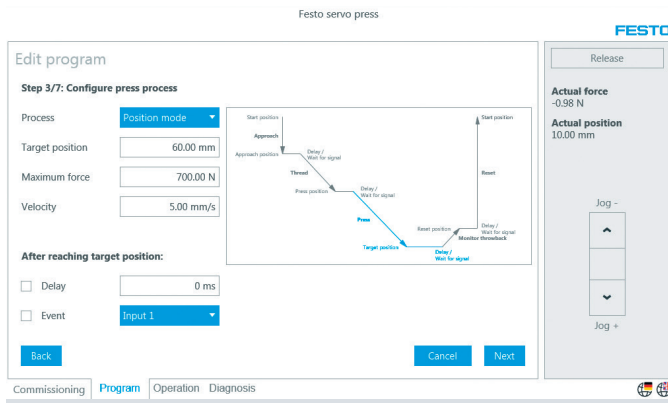 Festo servo press
FESTO
Edit program
Step 3/7: Configure press process
Process Position mode
Target position 60.00 mm
Maximum force 700.00 N
Velocity 5.00 mm/s
After reaching target position:
Delay 0 ms
Event Input 1
Start position
Approach
Approach position
Delay /
Wait for signal
Thread
Press position
Delay /
Wait for signal
Press
Target position
Delay /
Wait for signal
Reset position
Monitor throwback
Delay /
Wait for signal
Reset
Start position
Back
Cancel
Next
Release
Actual force
-0.98 N
Actual position
10.00 mm
Jog -
Jog +
Commissioning Program Operation Diagnosis